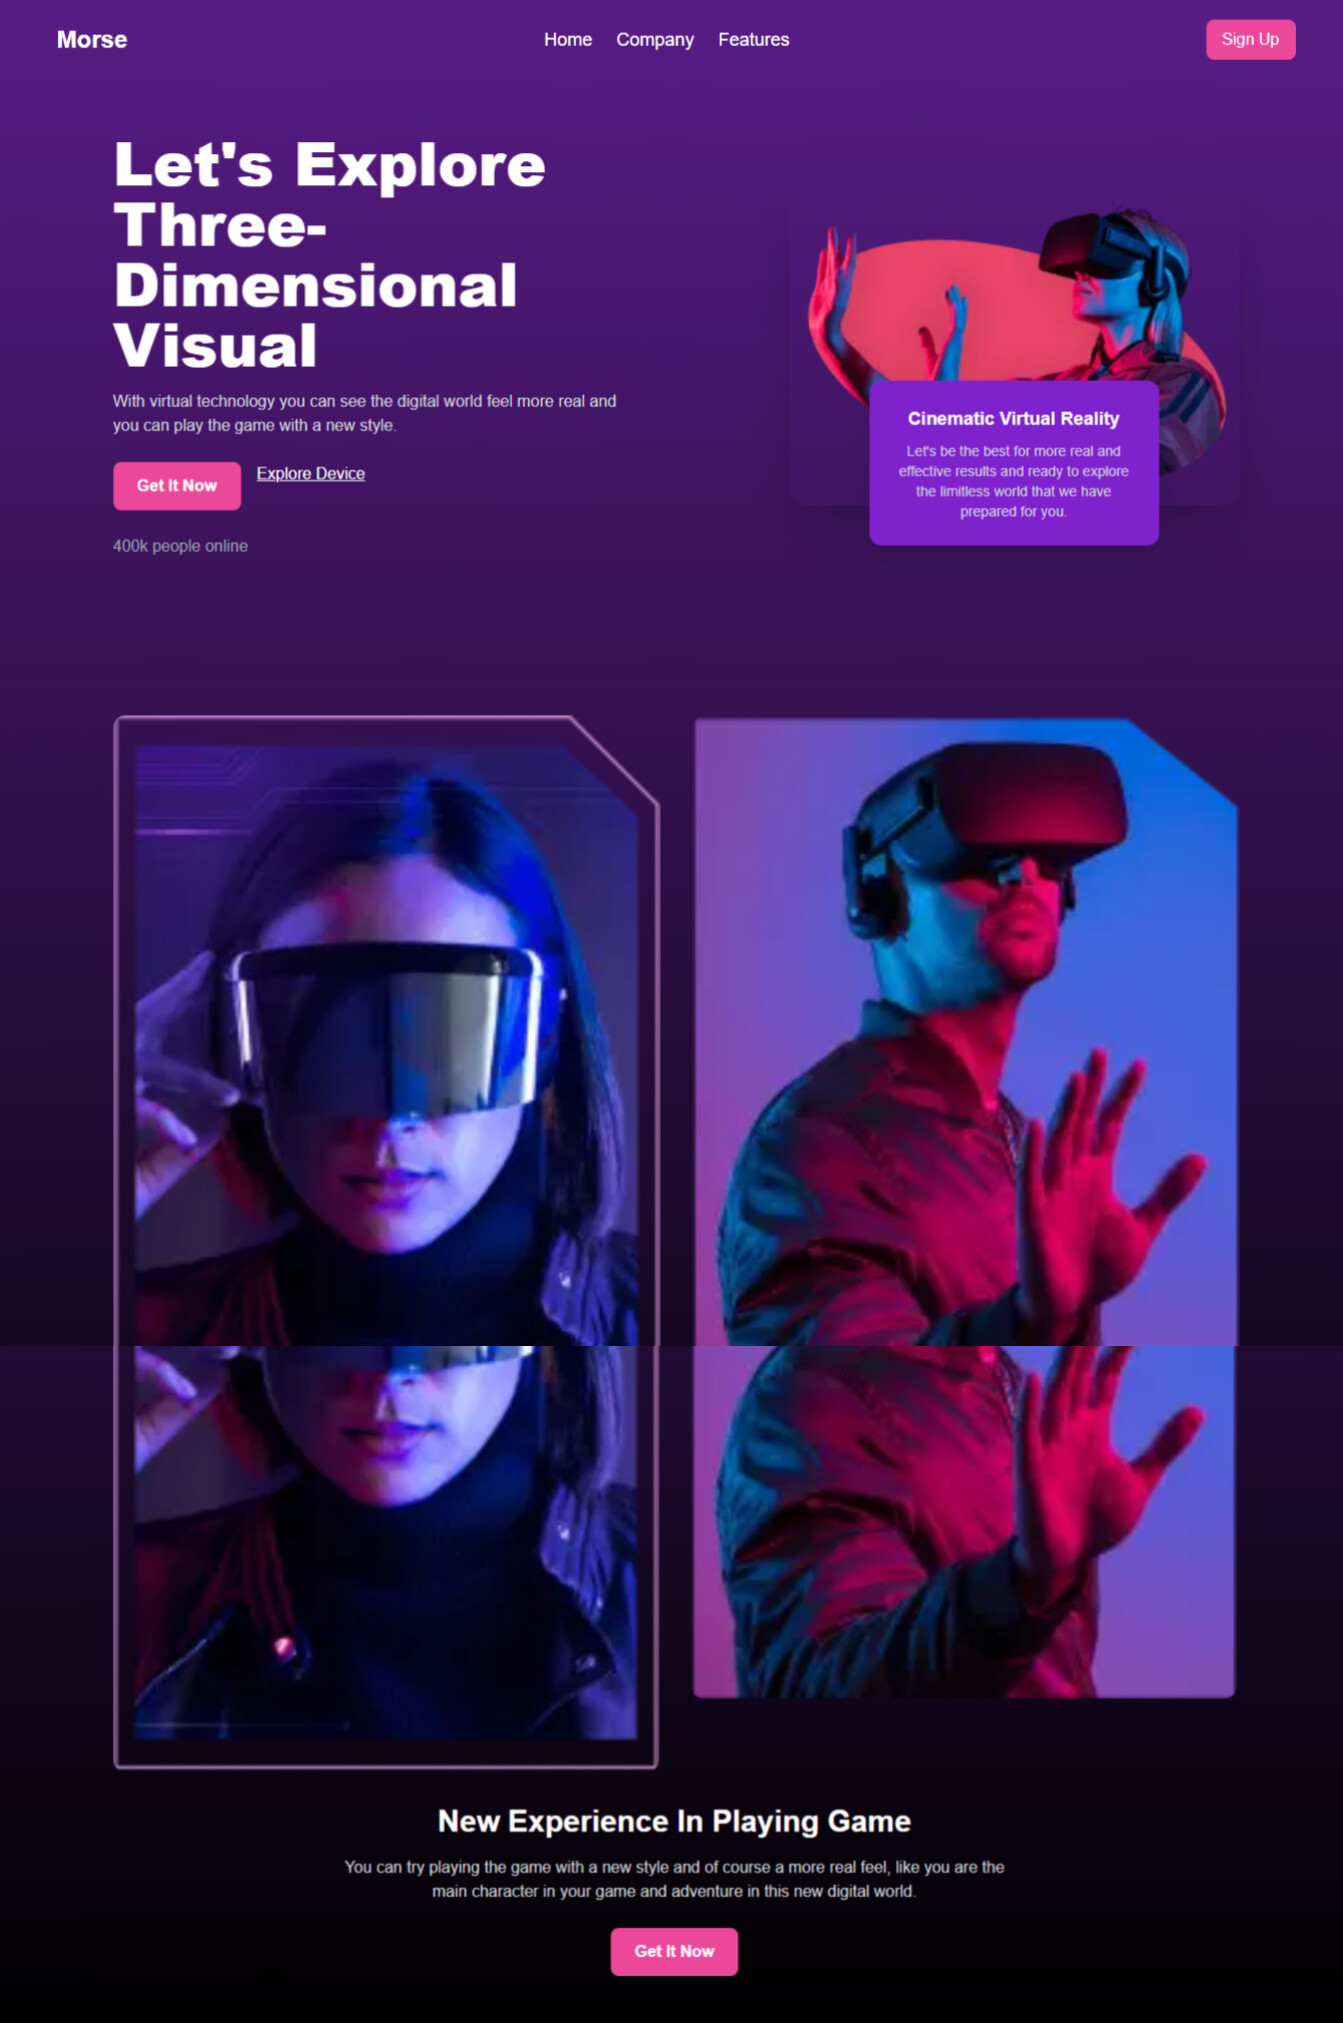 Morse
Home Company Features
Sign Up
Let's Explore
Three-
Dimensional
Visual
With virtual technology you can see the digital world feel more real and
you can play the game with a new style.
Get It Now
Explore Device
400k people online
Cinematic Virtual Reality
Let's be the best for more real and
effective results and ready to explore
the limitless world that we have
prepared for you.
New Experience In Playing Game
You can try playing the game with a new style and of course a more real feel, like you are the
main character in your game and adventure in this new digital world.
Get It Now